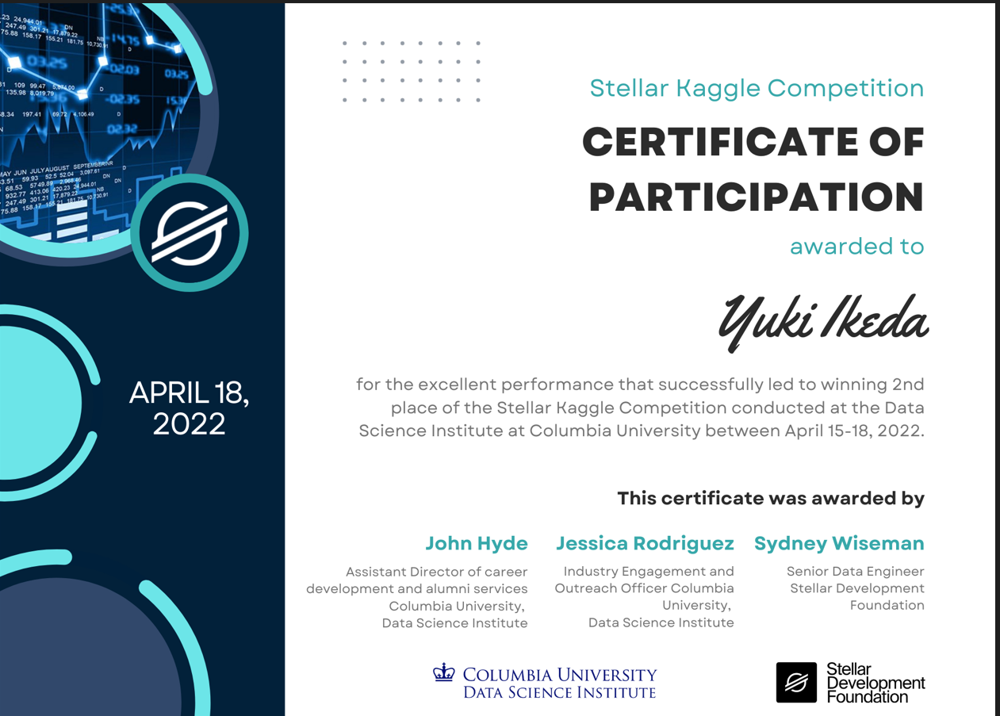 Stellar Kaggle Competition
CERTIFICATE OF
PARTICIPATION
awarded to
Yuki Ikeda
for the excellent performance that successfully led to winning 2nd
place of the Stellar Kaggle Competition conducted at the Data
Science Institute at Columbia University between April 15-18, 2022.
APRIL 18,
2022
This certificate was awarded by
John Hyde
Assistant Director of career
development and alumni services
Columbia University,
Data Science Institute
Jessica Rodriguez
Industry Engagement and
Outreach Officer Columbia
University,
Data Science Institute
Sydney Wiseman
Senior Data Engineer
Stellar Development
Foundation
COLUMBIA UNIVERSITY
DATA SCIENCE INSTITUTE
Stellar
Development
Foundation